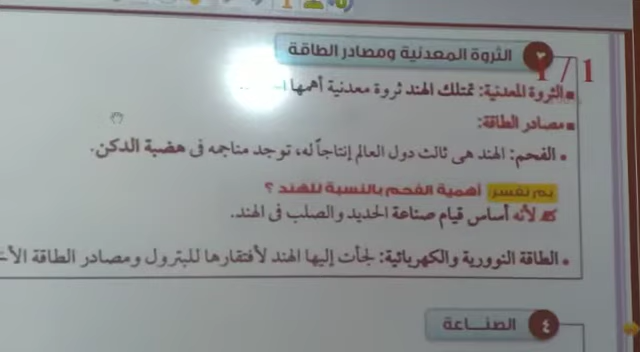 ٣ الثروة المعدنية ومصادر الطاقة
1 / 1
الثروة المعدنية: تمتلك الهند ثروة معدنية أهمها
مصادر الطاقة:
• الفحم: الهند هى ثالث دول العالم إنتاجاً له، توجد مناجمه فى هضبة الدكن.
بم تفسر أهمية الفحم بالنسبة للهند ؟
لأنه أساس قيام صناعة الحديد والصلب فى الهند.
• الطاقة النوورية والكهربائية: لجأت إليها الهند لأفتقارها للبترول ومصادر الطاقة
٤ الصنـاعة